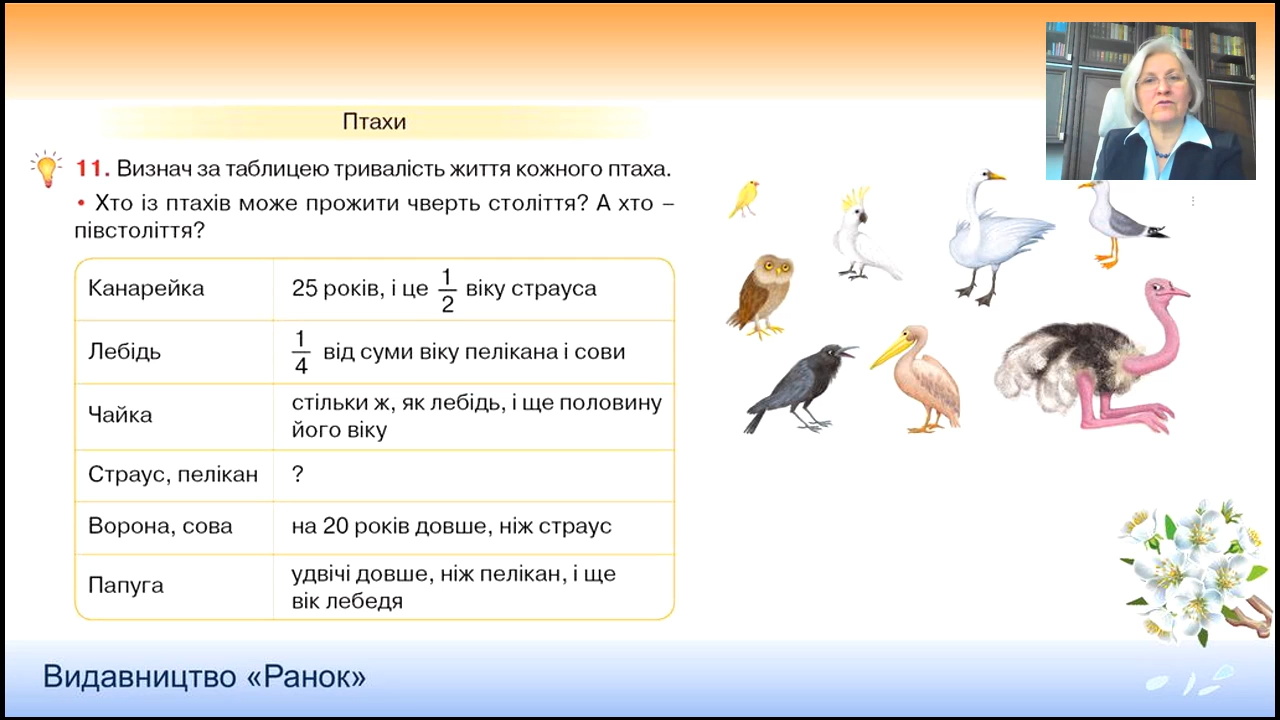 Птахи
11. Визнач за таблицею тривалість життя кожного птаха.
• Хто із птахів може прожити чверть століття? А хто –
півстоліття?
Канарейка
25 років, і це 1/2 віку страуса
Лебідь
1/4 від суми віку пелікана і сови
Чайка
стільки ж, як лебідь, і ще половину
його віку
Страус, пелікан
?
Ворона, сова
на 20 років довше, ніж страус
Папуга
удвічі довше, ніж пелікан, і ще
вік лебедя
Видавництво «Ранок»